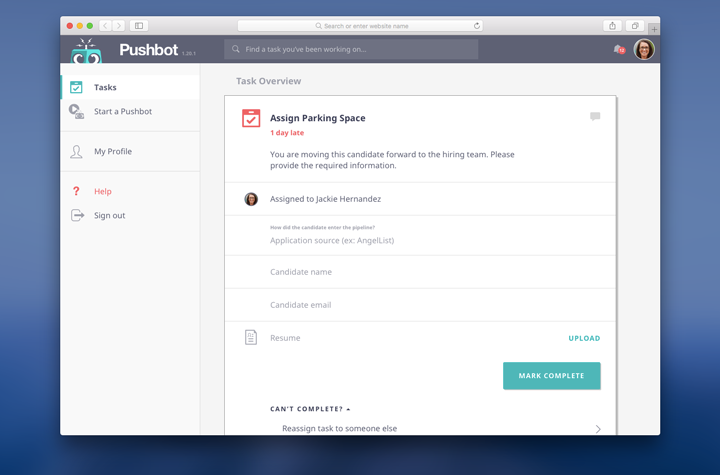 Search or enter website name
Pushbot 1.20.1
Find a task you've been working on...
12
Tasks
Start a Pushbot
My Profile
? Help
Sign out
Task Overview
Assign Parking Space
1 day late
You are moving this candidate forward to the hiring team. Please
provide the required information.
Assigned to Jackie Hernandez
How did the candidate enter the pipeline?
Application source (ex: AngelList)
Candidate name
Candidate email
Resume
UPLOAD
MARK COMPLETE
CAN'T COMPLETE?
Reassign task to someone else